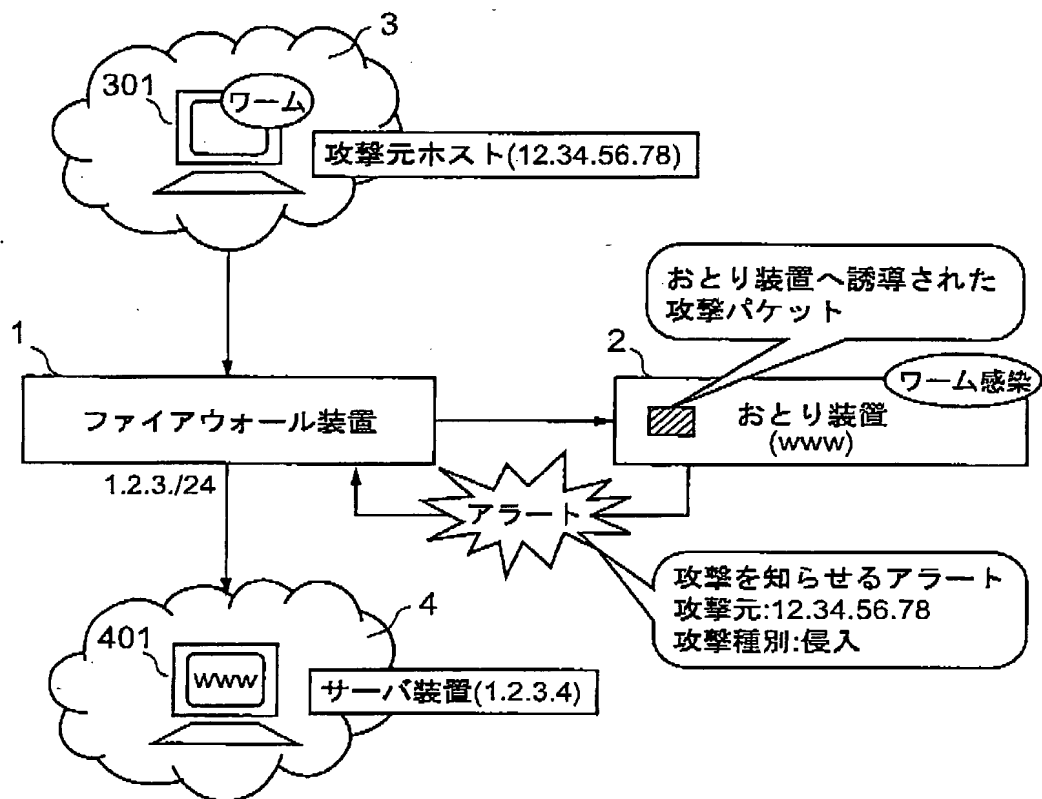 3
301
ワーム
攻撃元ホスト(12.34.56.78)
おとり装置へ誘導された
攻撃パケット
1
2
ワーム感染
ファイアウォール装置
おとり装置
(www)
1.2.3./24
アラート
攻撃を知らせるアラート
攻撃元:12.34.56.78
攻撃種別:侵入
4
401
www
サーバ装置(1.2.3.4)